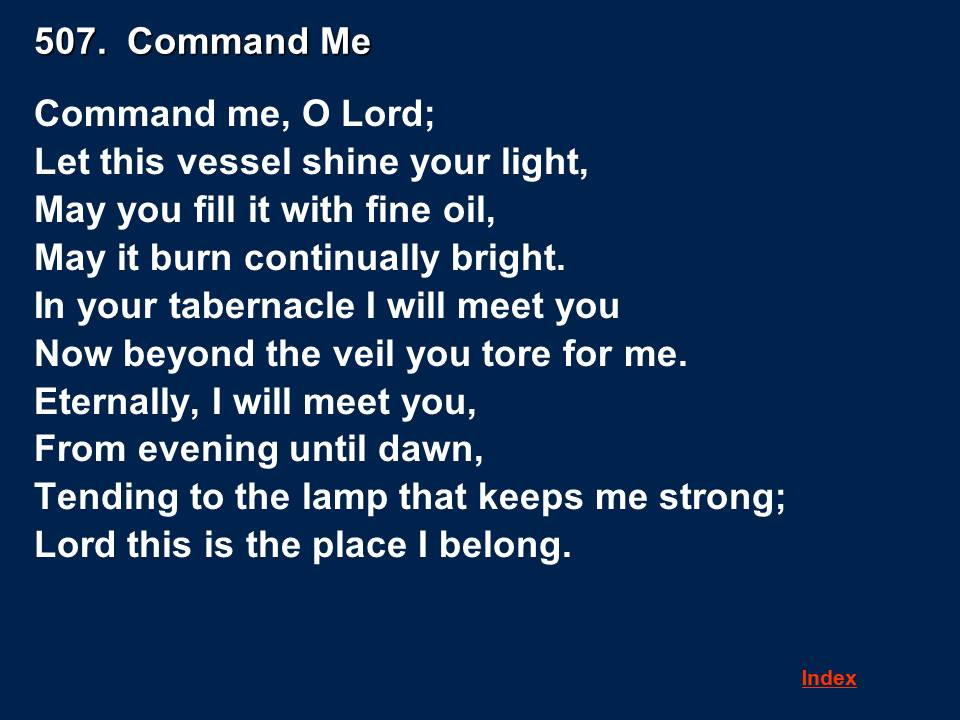 507.  Command Me
Command me, O Lord;
Let this vessel shine your light,
May you fill it with fine oil,
May it burn continually bright.
In your tabernacle I will meet you
Now beyond the veil you tore for me.
Eternally, I will meet you,
From evening until dawn,
Tending to the lamp that keeps me strong;
Lord this is the place I belong.
Index